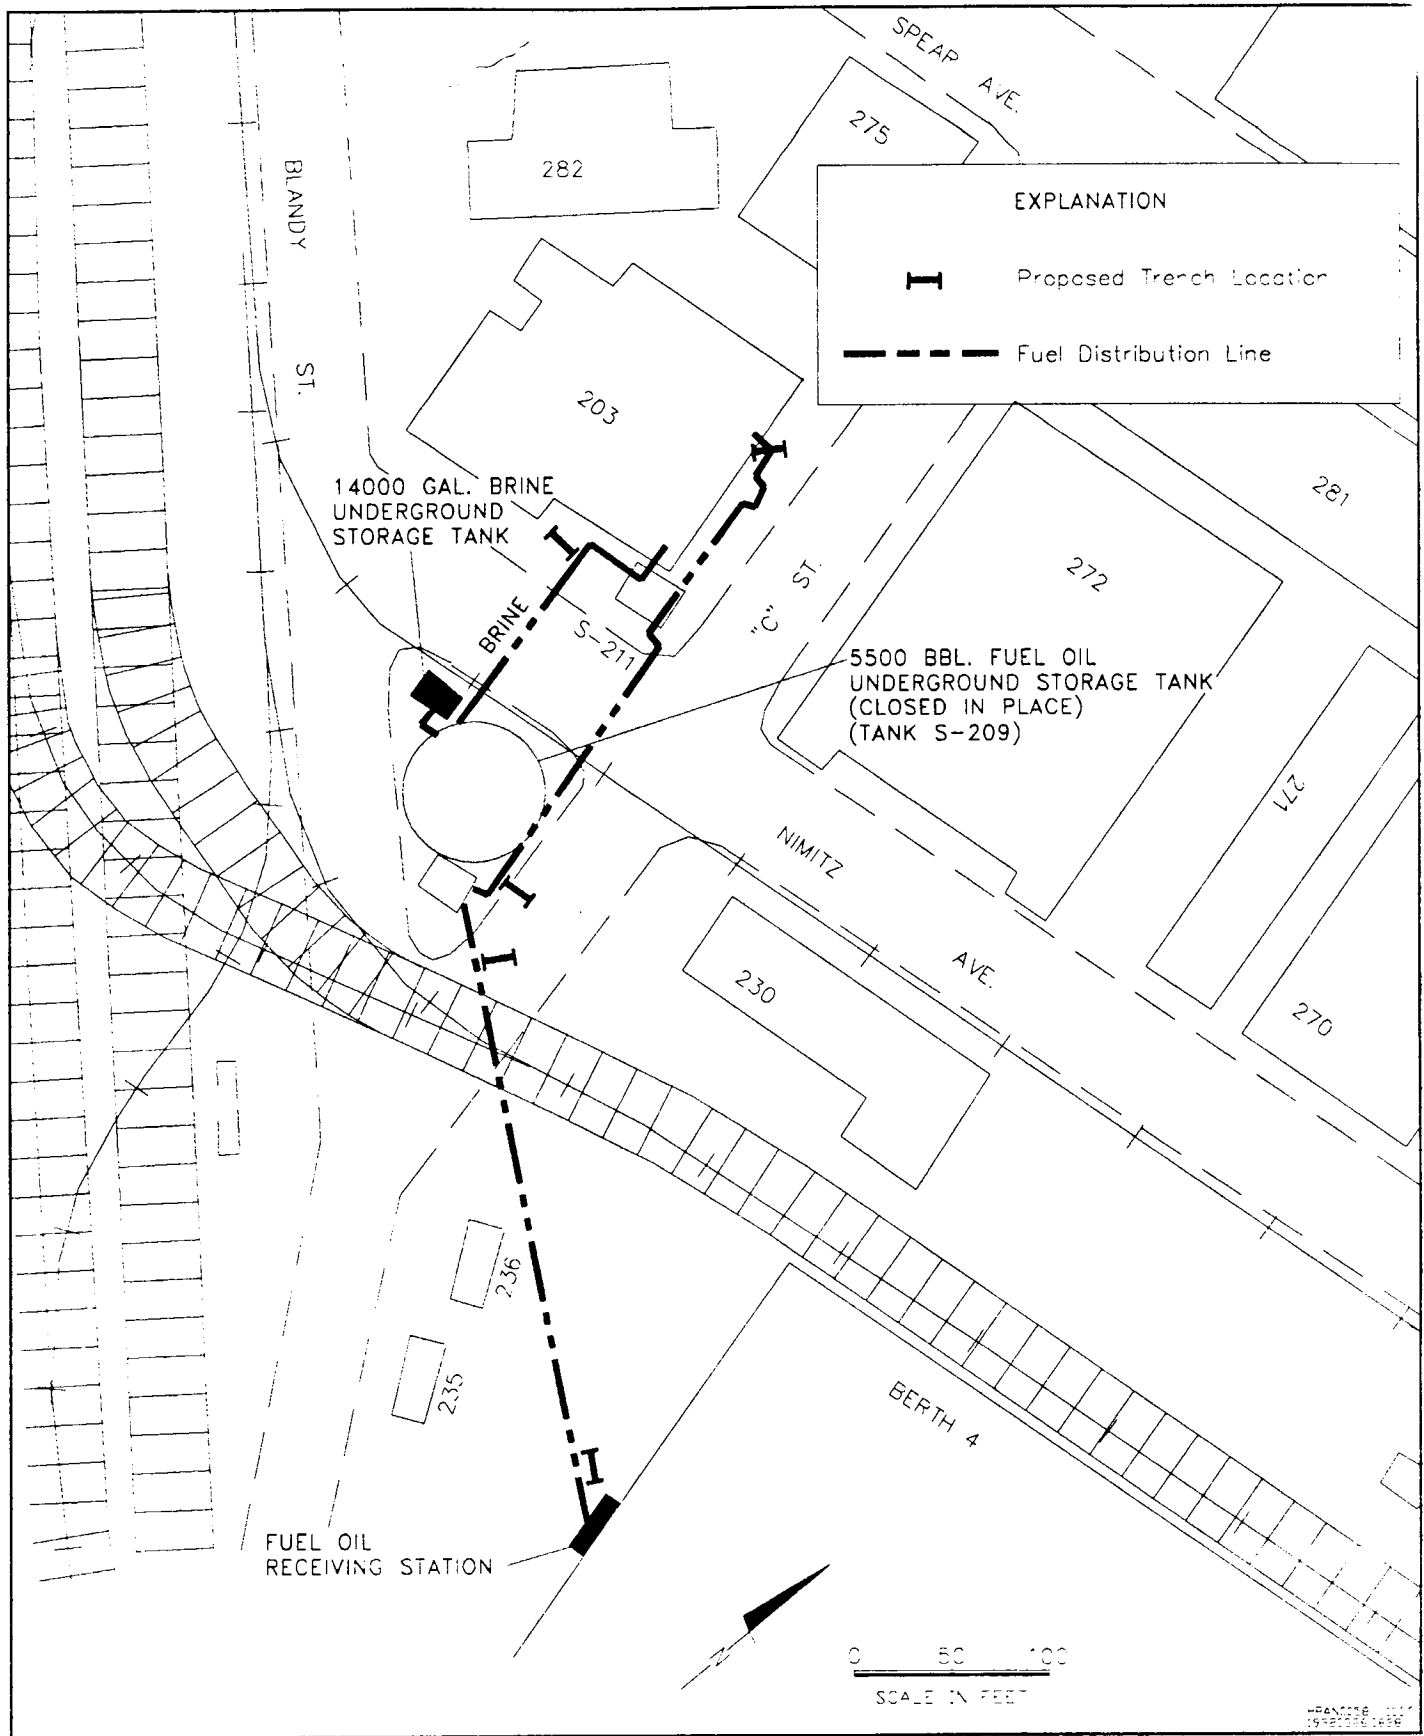 SPEAR AVE.
275
282
BLANDY ST.
EXPLANATION
Proposed Trench Location
Fuel Distribution Line
203
14000 GAL. BRINE
UNDERGROUND
STORAGE TANK
281
272
"C" ST.
BRINE
S-211
5500 BBL. FUEL OIL
UNDERGROUND STORAGE TANK
(CLOSED IN PLACE)
(TANK S-209)
271
NIMITZ AVE.
230
270
236
235
BERTH 4
FUEL OIL
RECEIVING STATION
N
0 50 100
SCALE IN FEET